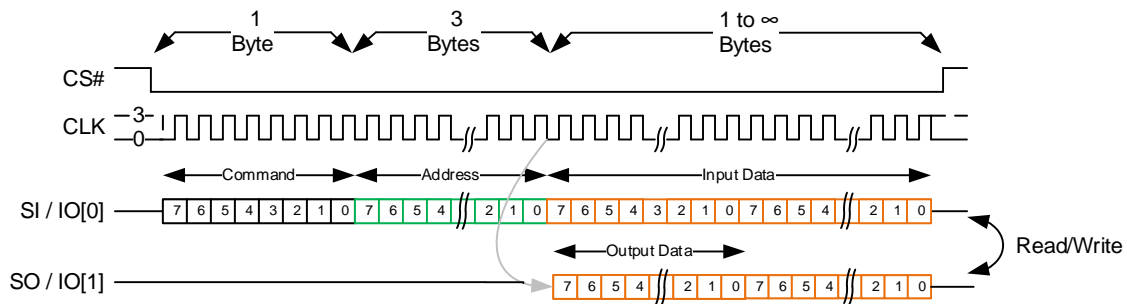 1 3 1 to ∞
Byte Bytes Bytes
CS#
3
CLK
0
Command Address Input Data
SI / IO[0] 7 6 5 4 3 2 1 0 7 6 5 4 2 1 0 7 6 5 4 3 2 1 0 7 6 5 4 2 1 0
Output Data Read/Write
SO / IO[1] 7 6 5 4 2 1 0 7 6 5 4 2 1 0